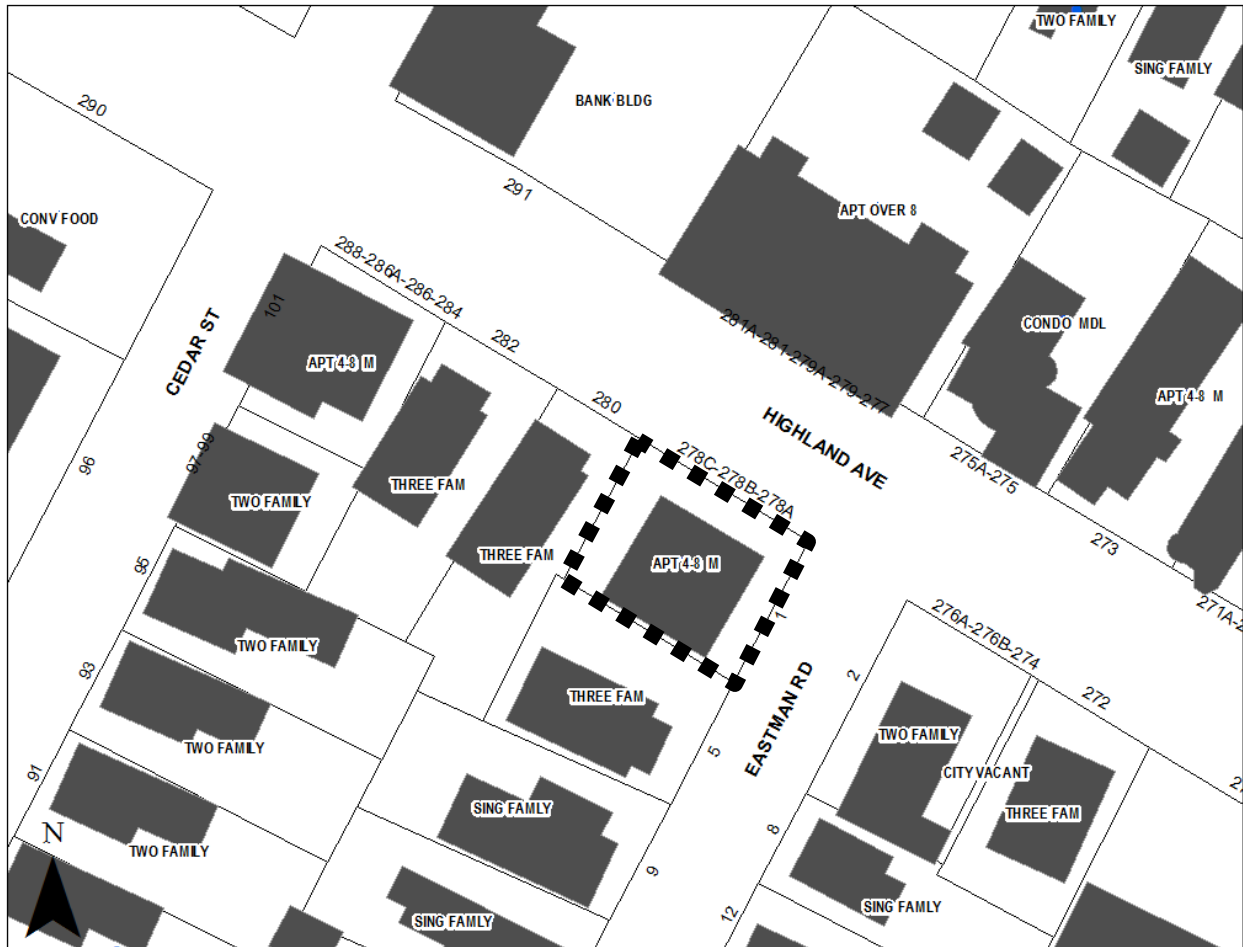 TWO FAMILY
SING FAMLY
290
BANK BLDG
291
CONV FOOD
APT OVER 8
288-286A-286-284
101
CEDAR ST
282
APT 4-8 M
281A-281-279A-279-277
CONDO MDL
APT 4-8 M
280
HIGHLAND AVE
278C-278B-278A
275A-275
96
97-99
TWO FAMILY
THREE FAM
THREE FAM
APT 4-8 M
273
271A-2
95
1
TWO FAMILY
276A-276B-274
93
2
THREE FAM
272
TWO FAMILY
EASTMAN RD
5
TWO FAMILY
CITY VACANT
91
SING FAMLY
THREE FAM
8
N
TWO FAMILY
9
SING FAMLY
12
SING FAMLY